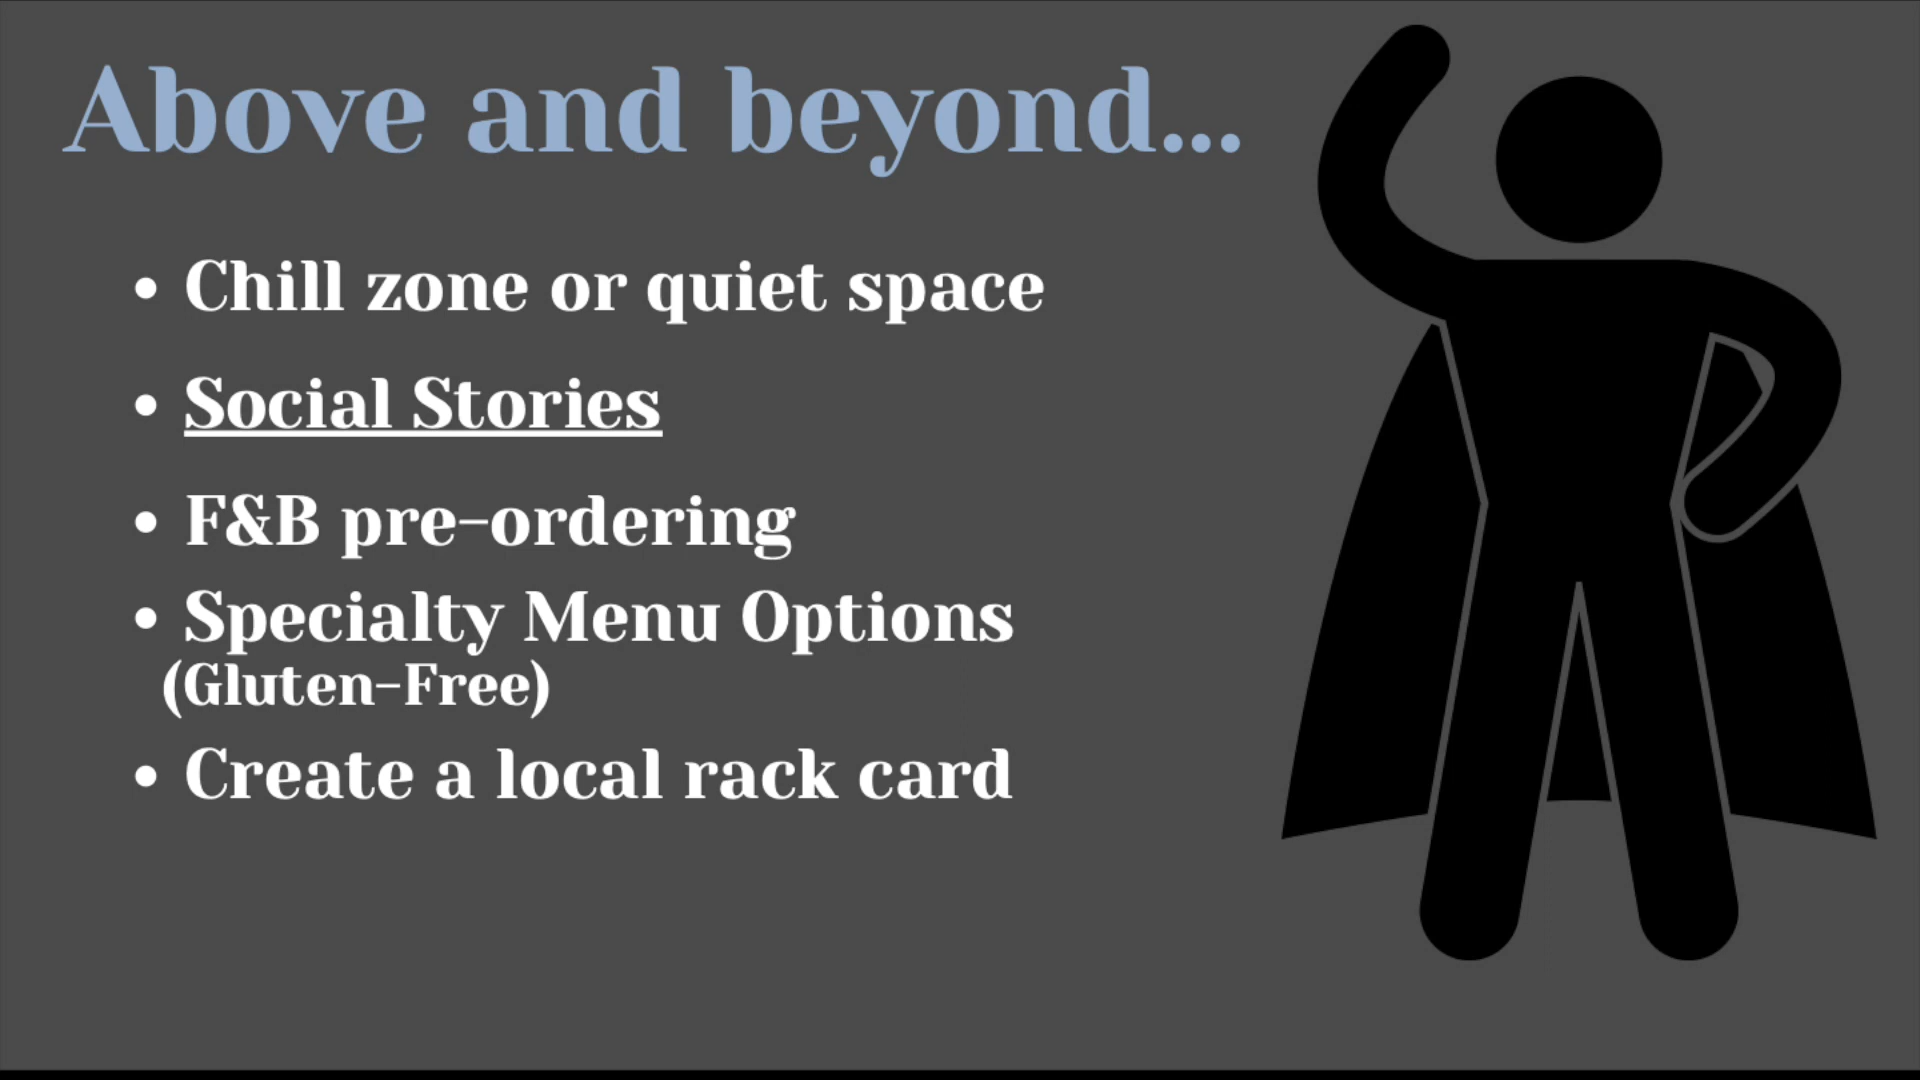 Above and beyond...
• Chill zone or quiet space
• Social Stories
• F&B pre-ordering
• Specialty Menu Options
(Gluten-Free)
• Create a local rack card